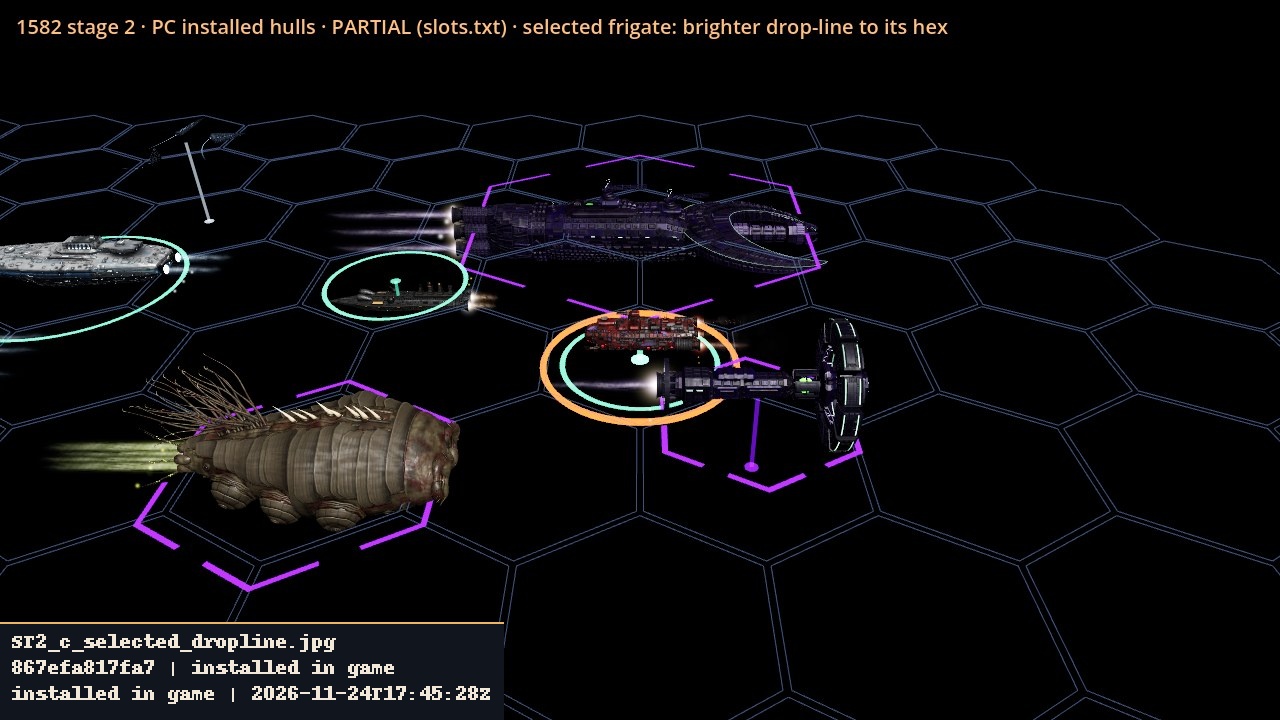 1582 stage 2 · PC installed hulls · PARTIAL (slots.txt) · selected frigate: brighter drop-line to its hex
ST2_c_selected_dropline.jpg
867efa817fa7 | installed in game
installed in game | 2026-11-24T17:45:28Z